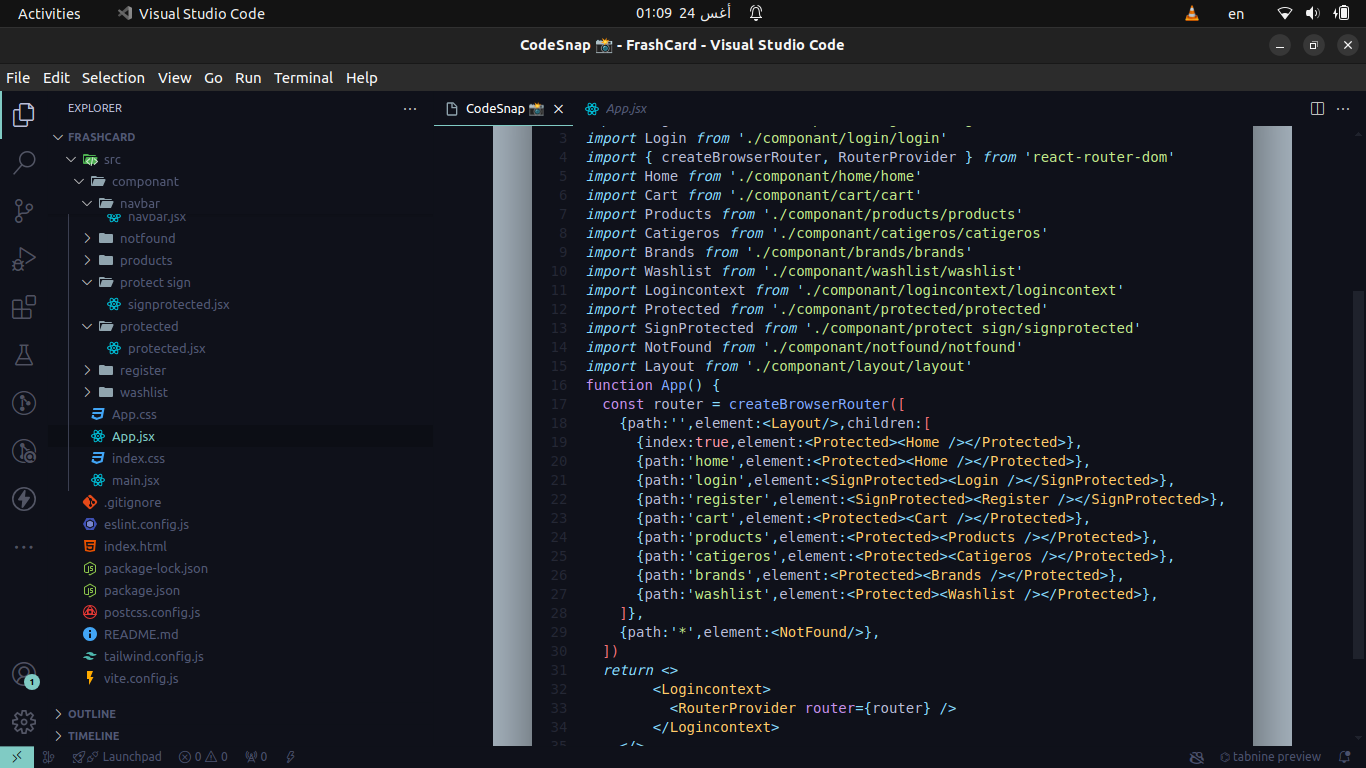 Activities Visual Studio Code 01:09 24 أغس en
CodeSnap 📸 - FrashCard - Visual Studio Code
File Edit Selection View Go Run Terminal Help
EXPLORER
FRASHCARD
src
componant
navbar
navbar.jsx
notfound
products
protect sign
signprotected.jsx
protected
protected.jsx
register
washlist
App.css
App.jsx
index.css
main.jsx
.gitignore
eslint.config.js
index.html
package-lock.json
package.json
postcss.config.js
README.md
tailwind.config.js
vite.config.js
OUTLINE
TIMELINE
1
CodeSnap 📸 App.jsx
3 import Login from './componant/login/login'
4 import { createBrowserRouter, RouterProvider } from 'react-router-dom'
5 import Home from './componant/home/home'
6 import Cart from './componant/cart/cart'
7 import Products from './componant/products/products'
8 import Catigeros from './componant/catigeros/catigeros'
9 import Brands from './componant/brands/brands'
10 import Washlist from './componant/washlist/washlist'
11 import Logincontext from './componant/logincontext/logincontext'
12 import Protected from './componant/protected/protected'
13 import SignProtected from './componant/protect sign/signprotected'
14 import NotFound from './componant/notfound/notfound'
15 import Layout from './componant/layout/layout'
16 function App() {
17 const router = createBrowserRouter([
18 {path:'',element:<Layout/>,children:[
19 {index:true,element:<Protected><Home /></Protected>},
20 {path:'home',element:<Protected><Home /></Protected>},
21 {path:'login',element:<SignProtected><Login /></SignProtected>},
22 {path:'register',element:<SignProtected><Register /></SignProtected>},
23 {path:'cart',element:<Protected><Cart /></Protected>},
24 {path:'products',element:<Protected><Products /></Protected>},
25 {path:'catigeros',element:<Protected><Catigeros /></Protected>},
26 {path:'brands',element:<Protected><Brands /></Protected>},
27 {path:'washlist',element:<Protected><Washlist /></Protected>},
28 ]},
29 {path:'*',element:<NotFound/>},
30 ])
31 return <>
32 <Logincontext>
33 <RouterProvider router={router} />
34 </Logincontext>
35 </>
Launchpad 0 0 0 tabnine preview